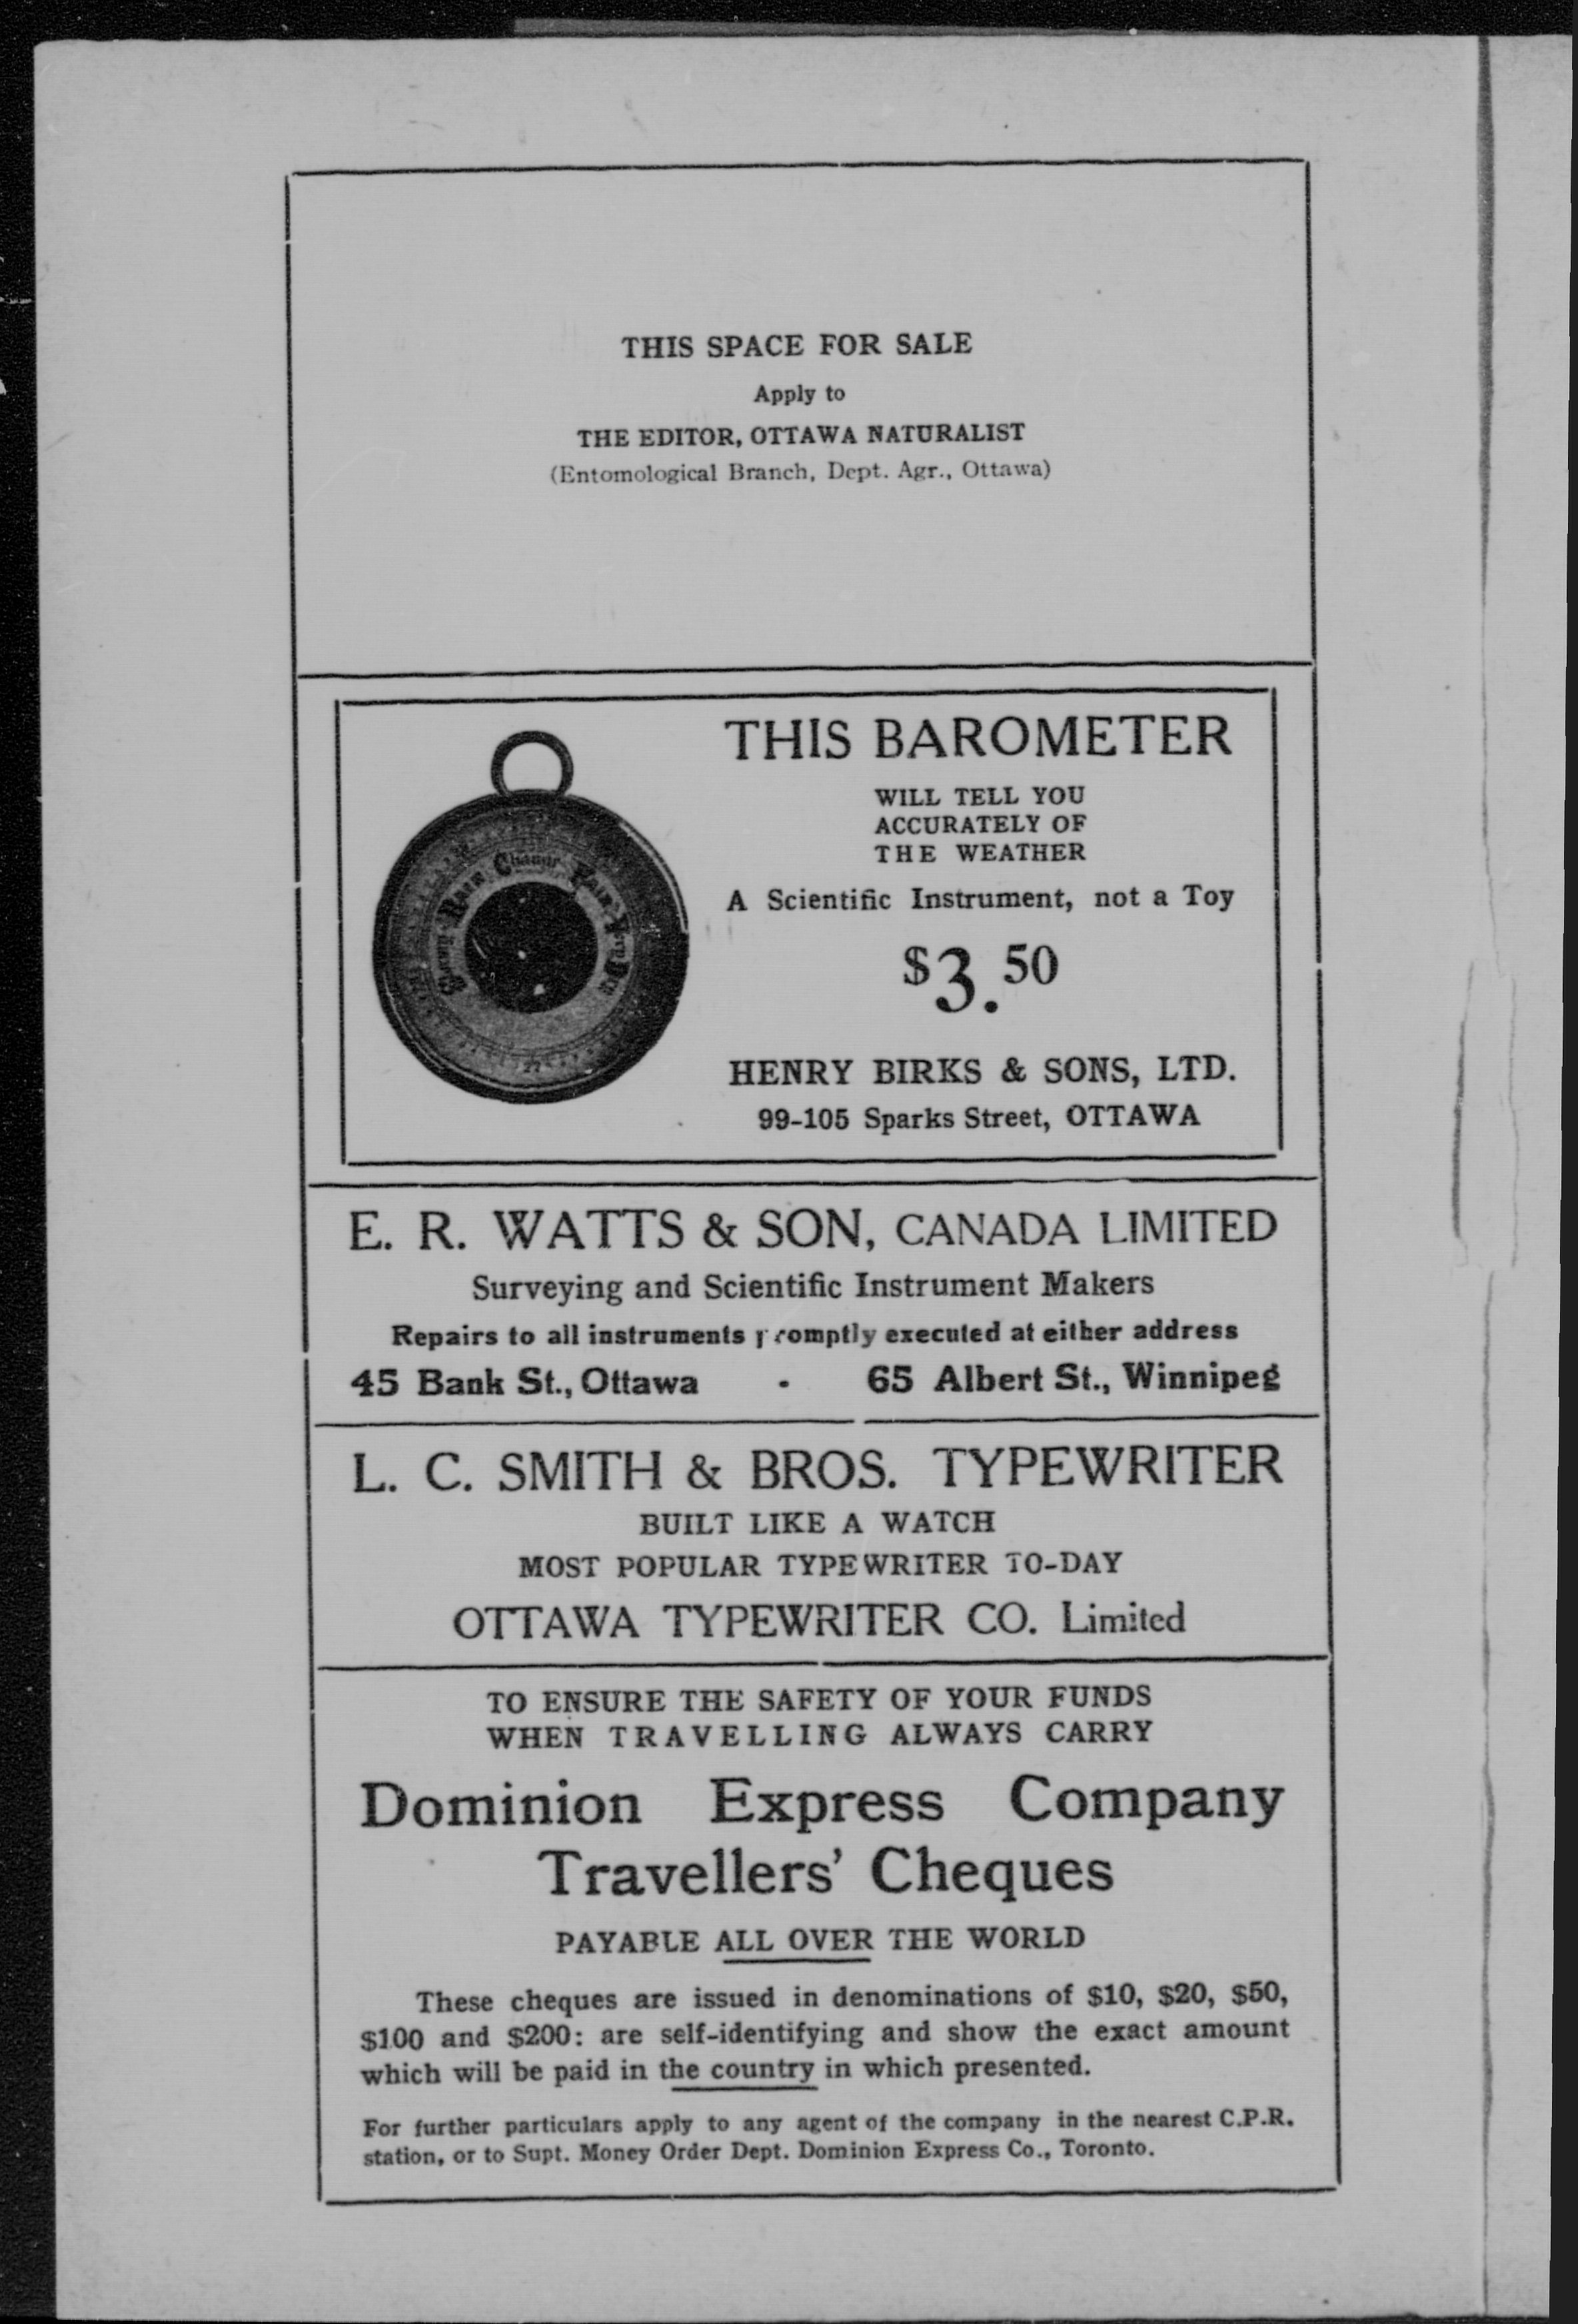 THIS SPACE FOR SALE
Apply to
THE EDITOR, OTTAWA NATURALIST
(Entomological Branch, Dept. Agr., Ottawa)
THIS BAROMETER
WILL TELL YOU
ACCURATELY OF
THE WEATHER
A Scientific Instrument, not a Toy
$3.50
HENRY BIRKS & SONS, LTD.
99-105 Sparks Street, OTTAWA
Rain Change Fair
27
E. R. WATTS & SON, CANADA LIMITED
Surveying and Scientific Instrument Makers
Repairs to all instruments promptly executed at either address
45 Bank St., Ottawa - 65 Albert St., Winnipeg
L. C. SMITH & BROS. TYPEWRITER
BUILT LIKE A WATCH
MOST POPULAR TYPEWRITER TO-DAY
OTTAWA TYPEWRITER CO. Limited
TO ENSURE THE SAFETY OF YOUR FUNDS
WHEN TRAVELLING ALWAYS CARRY
Dominion Express Company
Travellers' Cheques
PAYABLE ALL OVER THE WORLD
These cheques are issued in denominations of $10, $20, $50,
$100 and $200: are self-identifying and show the exact amount
which will be paid in the country in which presented.
For further particulars apply to any agent of the company in the nearest C.P.R.
station, or to Supt. Money Order Dept. Dominion Express Co., Toronto.